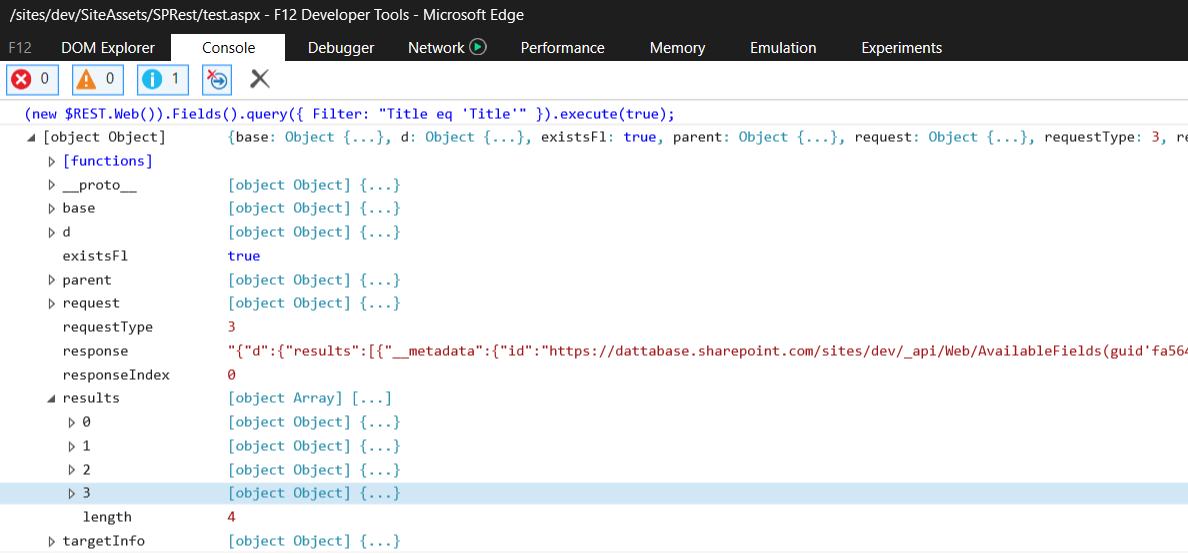 /sites/dev/SiteAssets/SPRest/test.aspx - F12 Developer Tools - Microsoft Edge
F12 DOM Explorer Console Debugger Network Performance Memory Emulation Experiments
0 0 1
(new $REST.Web()).Fields().query({ Filter: "Title eq 'Title'" }).execute(true);
[object Object] {base: Object {...}, d: Object {...}, existsFl: true, parent: Object {...}, request: Object {...}, requestType: 3, re
[functions]
__proto__ [object Object] {...}
base [object Object] {...}
d [object Object] {...}
existsFl true
parent [object Object] {...}
request [object Object] {...}
requestType 3
response "{"d":{"results":[{"__metadata":{"id":"https://dattabase.sharepoint.com/sites/dev/_api/Web/AvailableFields(guid'fa564
responseIndex 0
results [object Array] [...]
0 [object Object] {...}
1 [object Object] {...}
2 [object Object] {...}
3 [object Object] {...}
length 4
targetInfo [object Object] {...}